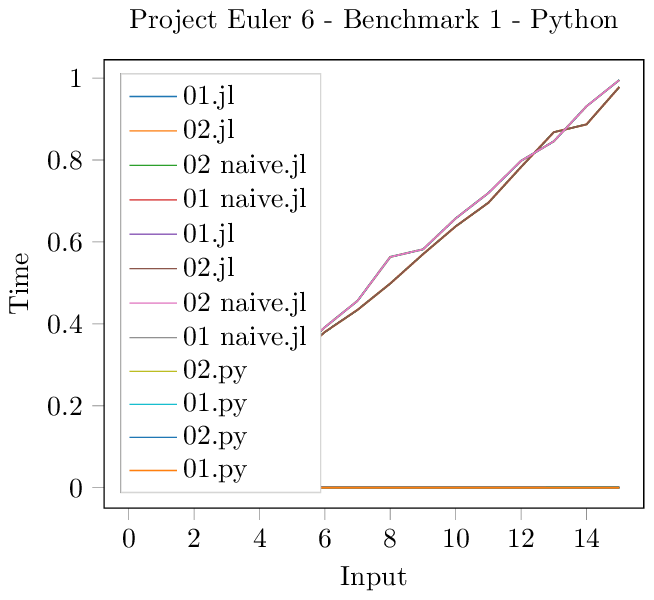 Project Euler 6 - Benchmark 1 - Python
1
0.8
0.6
0.4
0.2
0
Time
01.jl
02.jl
02 naive.jl
01 naive.jl
01.jl
02.jl
02 naive.jl
01 naive.jl
02.py
01.py
02.py
01.py
0 2 4 6 8 10 12 14
Input